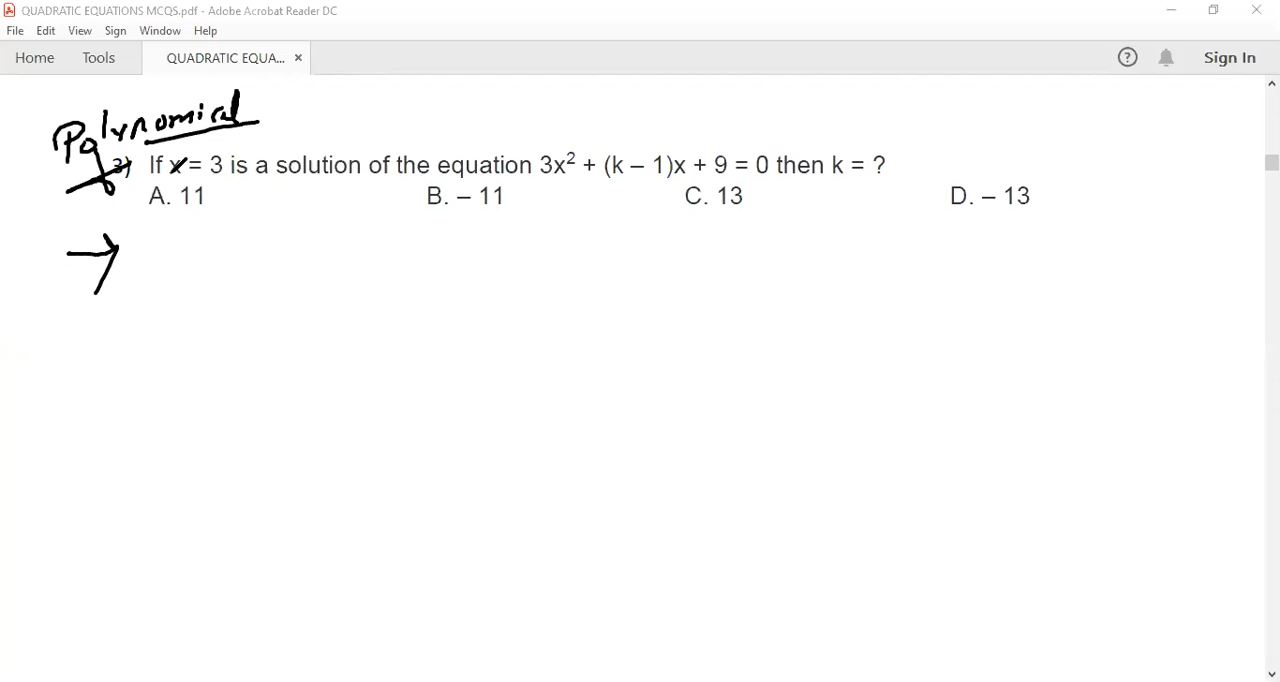 QUADRATIC EQUATIONS MCQS.pdf - Adobe Acrobat Reader DC
File Edit View Sign Window Help
Home Tools QUADRATIC EQUA... × Sign In
Polynomial
3) If x = 3 is a solution of the equation 3x² + (k – 1)x + 9 = 0 then k = ?
A. 11 B. – 11 C. 13 D. – 13